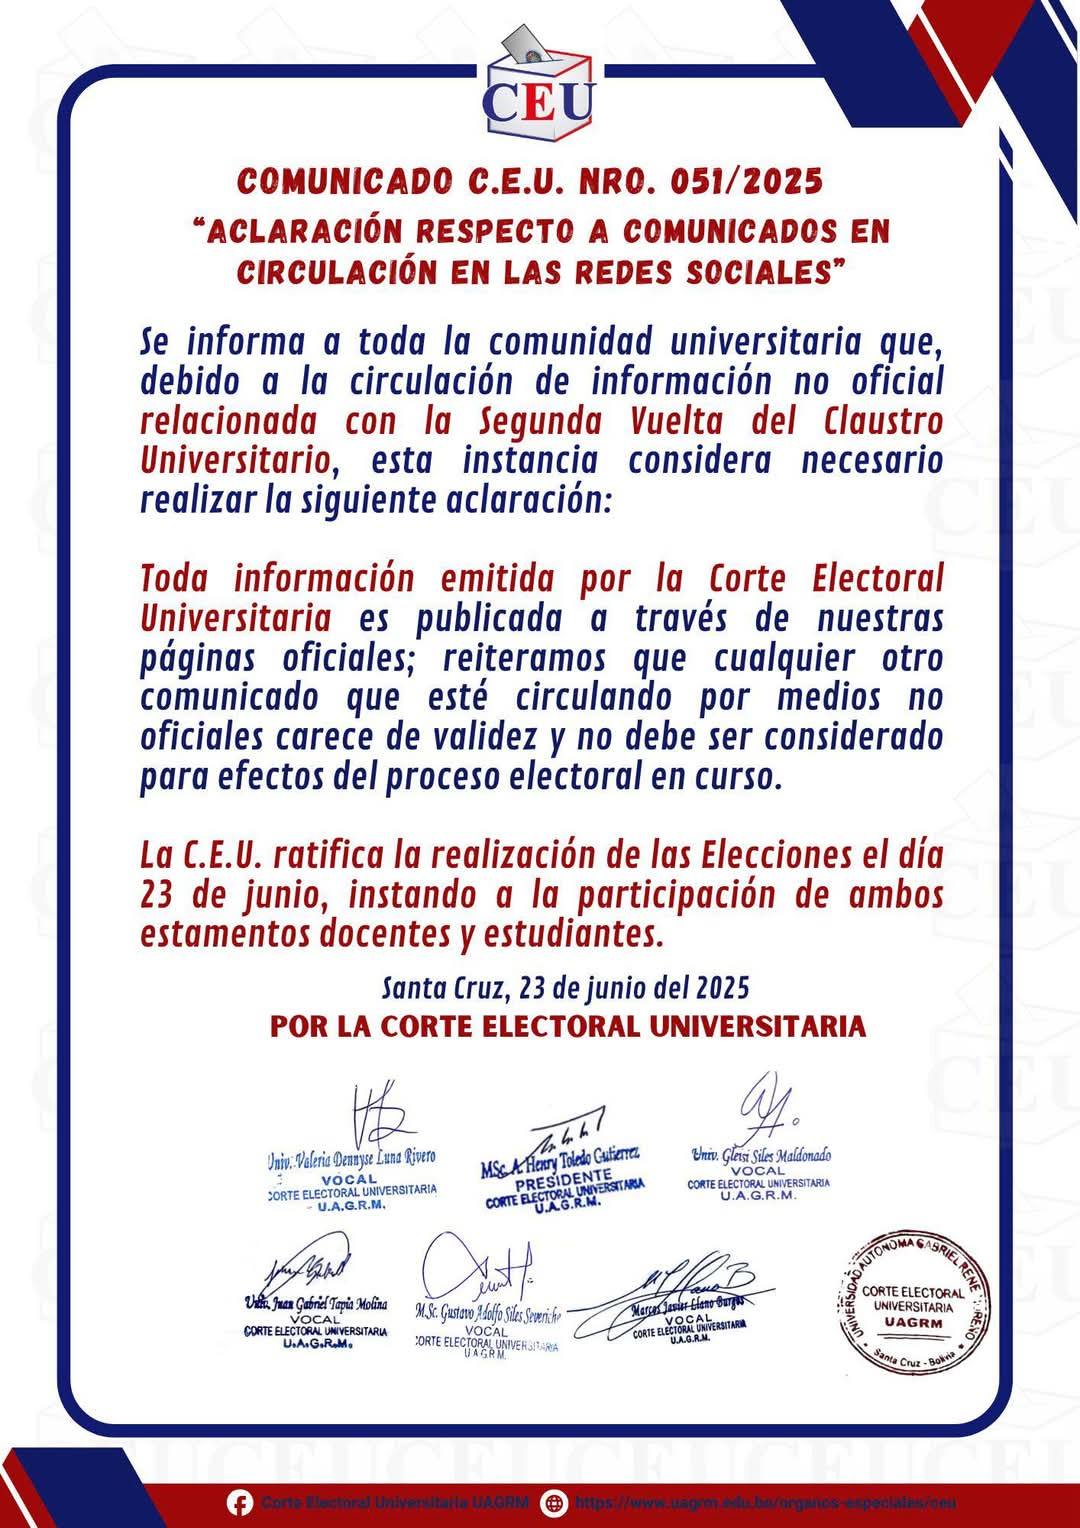 CEU
COMUNICADO C.E.U. NRO. 051/2025
“ACLARACIÓN RESPECTO A COMUNICADOS EN
CIRCULACIÓN EN LAS REDES SOCIALES”
Se informa a toda la comunidad universitaria que,
debido a la circulación de información no oficial
relacionada con la Segunda Vuelta del Claustro
Universitario, esta instancia considera necesario
realizar la siguiente aclaración:
Toda información emitida por la Corte Electoral
Universitaria es publicada a través de nuestras
páginas oficiales; reiteramos que cualquier otro
comunicado que esté circulando por medios no
oficiales carece de validez y no debe ser considerado
para efectos del proceso electoral en curso.
La C.E.U. ratifica la realización de las Elecciones el día
23 de junio, instando a la participación de ambos
estamentos docentes y estudiantes.
Santa Cruz, 23 de junio del 2025
POR LA CORTE ELECTORAL UNIVERSITARIA
Univ. Valeria Dennyse Luna Rivero
VOCAL
CORTE ELECTORAL UNIVERSITARIA
U.A.G.R.M.
MSc. A. Henry Toledo Gutierrez
PRESIDENTE
CORTE ELECTORAL UNIVERSITARIA
U.A.G.R.M.
Univ. Gleisi Siles Maldonado
VOCAL
CORTE ELECTORAL UNIVERSITARIA
U.A.G.R.M.
Univ. Juan Gabriel Tapia Molina
VOCAL
CORTE ELECTORAL UNIVERSITARIA
U.A.G.R.M.
M.Sc. Gustavo Adolfo Siles Severiche
VOCAL
CORTE ELECTORAL UNIVERSITARIA
U.A.G.R.M.
Marcos Javier Llano Burgos
VOCAL
CORTE ELECTORAL UNIVERSITARIA
U.A.G.R.M.
UNIVERSIDAD AUTONOMA GABRIEL RENE MORENO
CORTE ELECTORAL
UNIVERSITARIA
UAGRM
Santa Cruz - Bolivia
Corte Electoral Universitaria UAGRM https://www.uagrm.edu.bo/organos-especiales/ceu